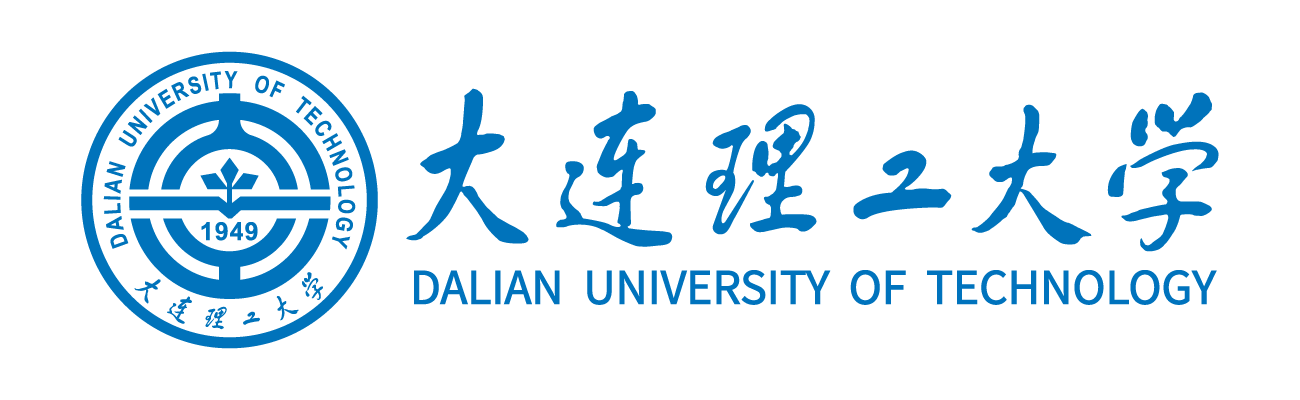 DALIAN UNIVERSITY OF TECHNOLOGY
1949
大连理工大学
大连理工大学
DALIAN UNIVERSITY OF TECHNOLOGY